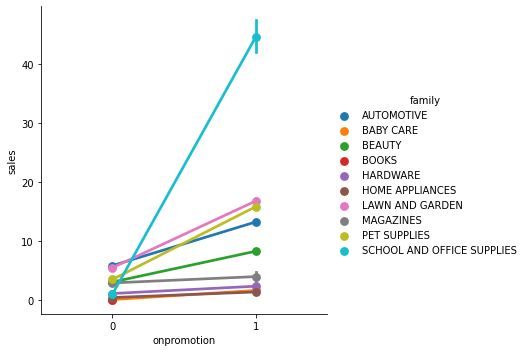 40
30
20
10
0
sales
0
1
onpromotion
family
AUTOMOTIVE
BABY CARE
BEAUTY
BOOKS
HARDWARE
HOME APPLIANCES
LAWN AND GARDEN
MAGAZINES
PET SUPPLIES
SCHOOL AND OFFICE SUPPLIES